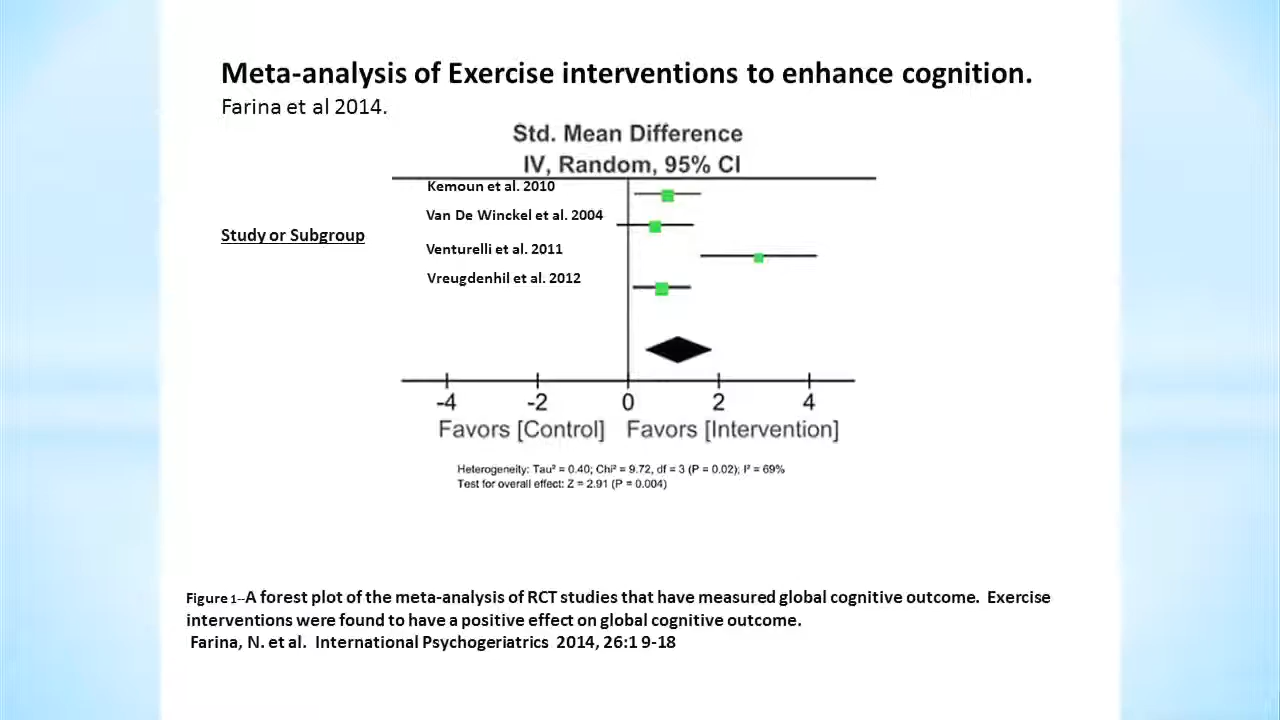 Meta-analysis of Exercise interventions to enhance cognition.
Farina et al 2014.
Std. Mean Difference
IV, Random, 95% CI
Kemoun et al. 2010
Van De Winckel et al. 2004
Study or Subgroup
Venturelli et al. 2011
Vreugdenhil et al. 2012
-4 -2 0 2 4
Favors [Control] Favors [Intervention]
Heterogeneity: Tau² = 0.40; Chi² = 9.72, df = 3 (P = 0.02); I² = 69%
Test for overall effect: Z = 2.91 (P = 0.004)
Figure 1--A forest plot of the meta-analysis of RCT studies that have measured global cognitive outcome. Exercise
interventions were found to have a positive effect on global cognitive outcome.
Farina, N. et al. International Psychogeriatrics 2014, 26:1 9-18